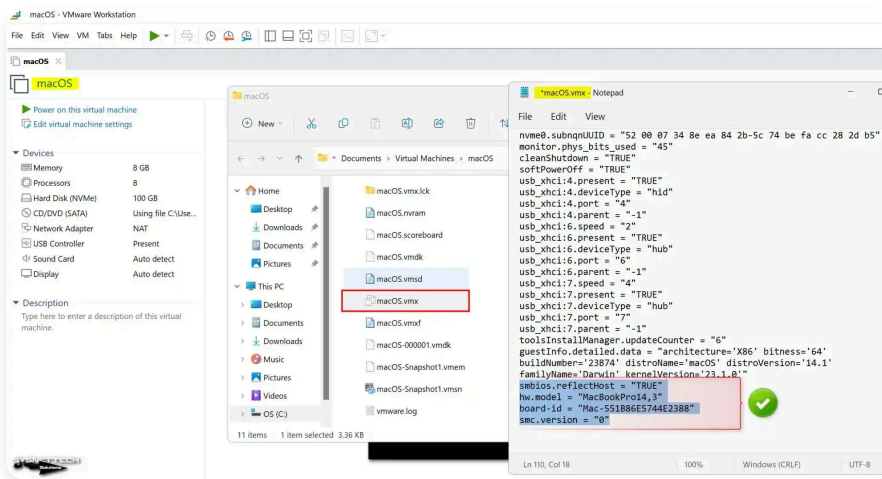 macOS - VMware Workstation
File Edit View VM Tabs Help
macOS
macOS
Power on this virtual machine
Edit virtual machine settings
Devices
Memory 8 GB
Processors 8
Hard Disk (NVMe) 100 GB
CD/DVD (SATA) Using file C:\Use...
Network Adapter NAT
USB Controller Present
Sound Card Auto detect
Display Auto detect
Description
Type here to enter a description of this virtual
machine.
macOS
New
Documents > Virtual Machines > macOS
Home
Desktop
Downloads
Documents
Pictures
This PC
Desktop
Documents
Downloads
Music
Pictures
Videos
OS (C:)
macOS.vmx.lck
macOS.nvram
macOS.scoreboard
macOS.vmdk
macOS.vmsd
macOS.vmx
macOS.vmxf
macOS-000001.vmdk
macOS-Snapshot1.vmem
macOS-Snapshot1.vmsn
vmware.log
11 items 1 item selected 3.36 KB
*macOS.vmx - Notepad
File Edit View
nvme0.subnqnUUID = "52 00 07 34 8e ea 84 2b-5c 74 be fa cc 28 2d b5"
monitor.phys_bits_used = "45"
cleanShutdown = "TRUE"
softPowerOff = "TRUE"
usb_xhci:4.present = "TRUE"
usb_xhci:4.deviceType = "hid"
usb_xhci:4.port = "4"
usb_xhci:4.parent = "-1"
usb_xhci:6.speed = "2"
usb_xhci:6.present = "TRUE"
usb_xhci:6.deviceType = "hub"
usb_xhci:6.port = "6"
usb_xhci:6.parent = "-1"
usb_xhci:7.speed = "4"
usb_xhci:7.present = "TRUE"
usb_xhci:7.deviceType = "hub"
usb_xhci:7.port = "7"
usb_xhci:7.parent = "-1"
toolsInstallManager.updateCounter = "6"
guestInfo.detailed.data = "architecture='X86' bitness='64'
buildNumber='23B74' distroName='macOS' distroVersion='14.1'
familyName='Darwin' kernelVersion='23.1.0'"
smbios.reflectHost = "TRUE"
hw.model = "MacBookPro14,3"
board-id = "Mac-551B86E5744E2388"
smc.version = "0"
Ln 110, Col 18 100% Windows (CRLF) UTF-8